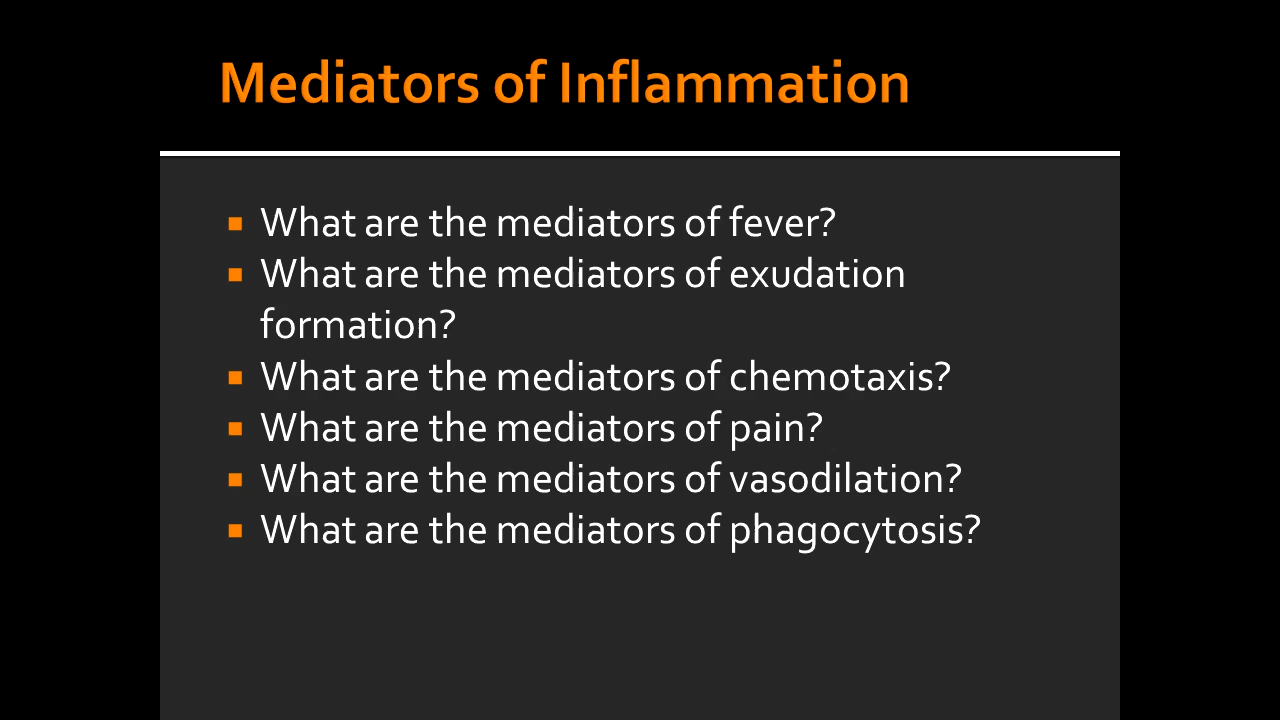 Mediators of Inflammation
What are the mediators of fever?
What are the mediators of exudation
formation?
What are the mediators of chemotaxis?
What are the mediators of pain?
What are the mediators of vasodilation?
What are the mediators of phagocytosis?